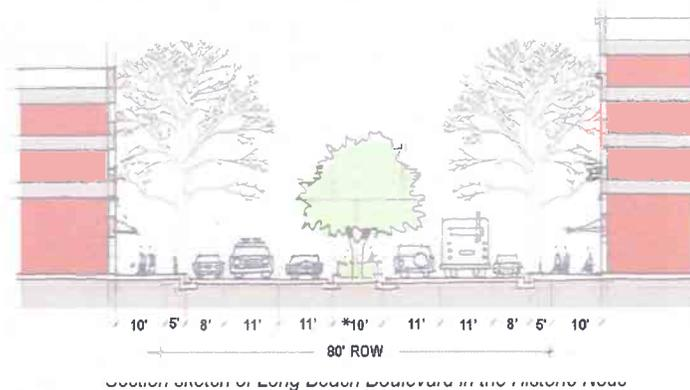 10' 5' 8' 11' 11' *10' 11' 11' 8' 5' 10'
80' ROW
Section sketch of Long Beach Boulevard in the Historic Node